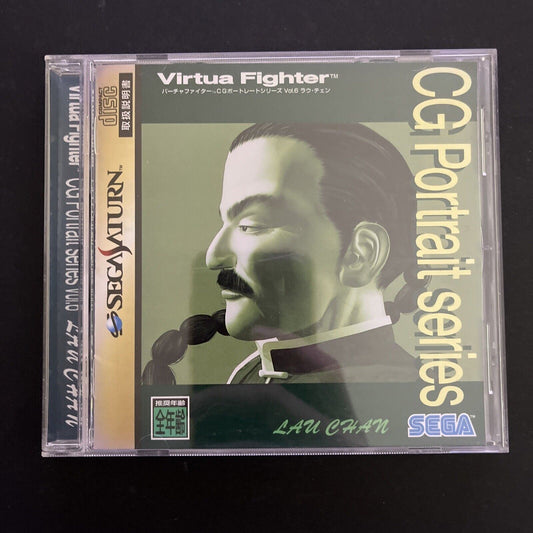 Virtua Fighter CG Portrait series Vol.6 LAU CHAN
DISC
取扱説明書
SEGA SATURN
Virtua Fighter™
バーチャファイター™CGポートレートシリーズ Vol.6 ラウ・チェン
CG Portrait series
推奨年齢
全年齢
LAU CHAN
SEGA